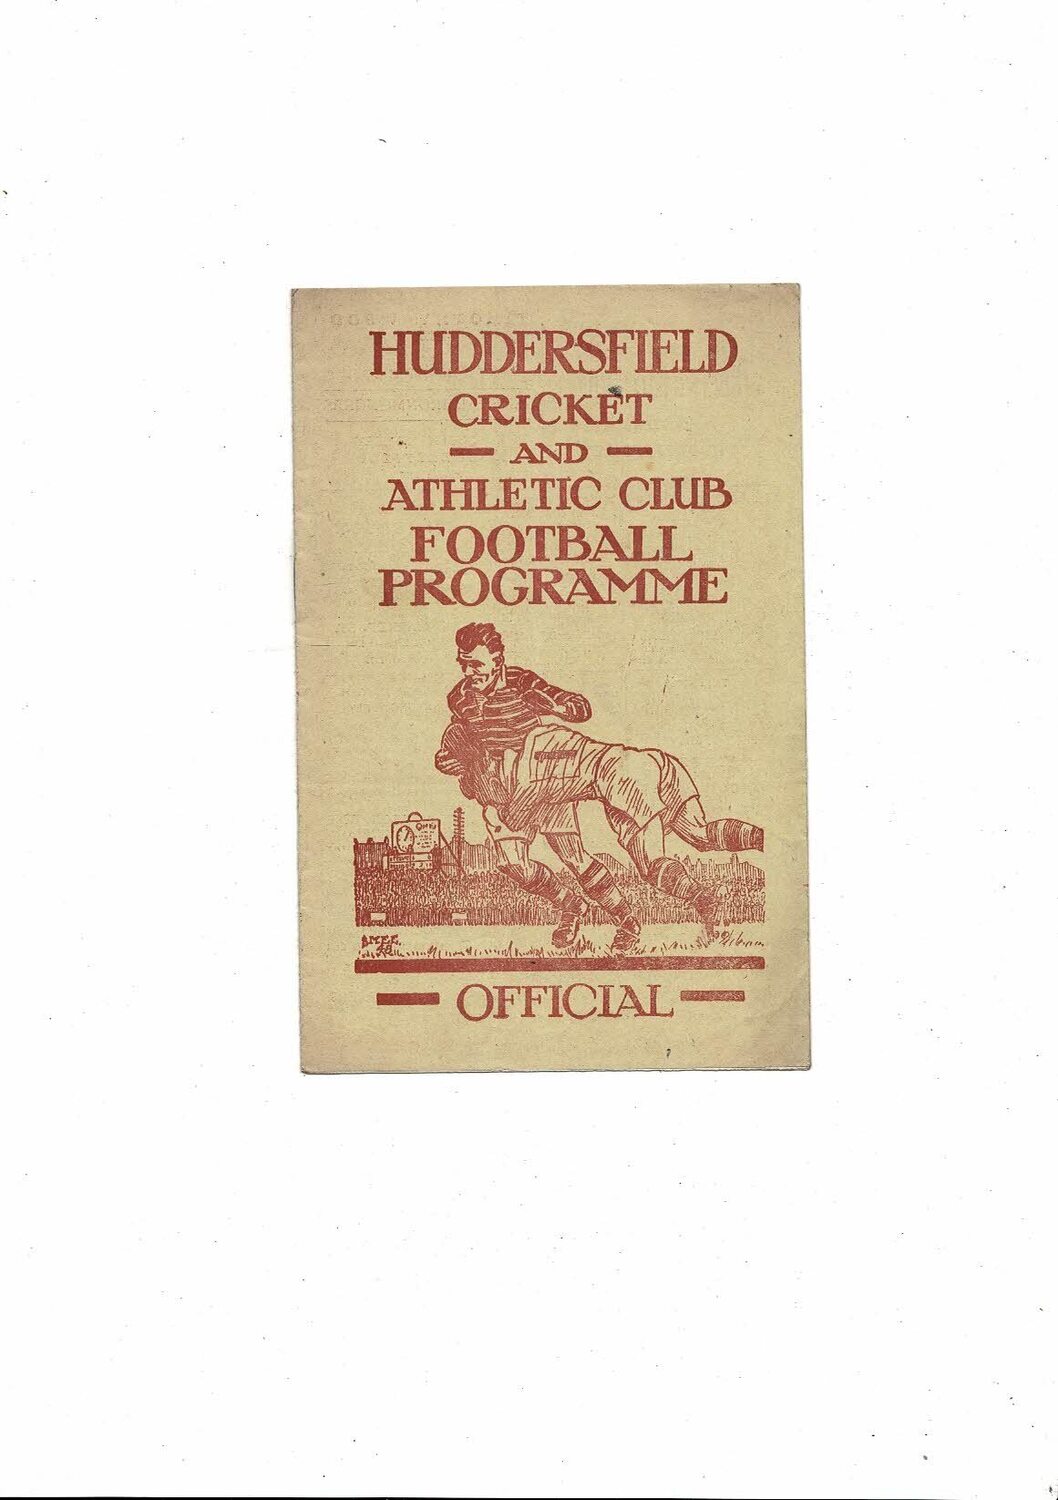 HUDDERSFIELD
CRICKET
AND
ATHLETIC CLUB
FOOTBALL
PROGRAMME
OFFICIAL